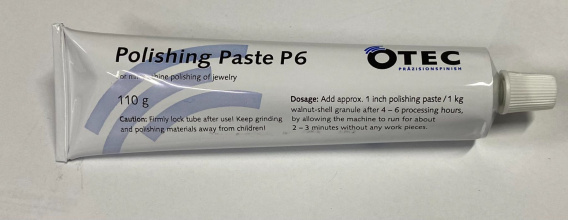 Polishing Paste P6
For machine polishing of jewelry
110 g
Caution: Firmly lock tube after use! Keep grinding
and polishing materials away from children!
OTEC
PRÄZISIONSFINISH
Dosage: Add approx. 1 inch polishing paste / 1 kg
walnut-shell granule after 4 – 6 processing hours,
by allowing the machine to run for about
2 – 3 minutes without any work pieces.